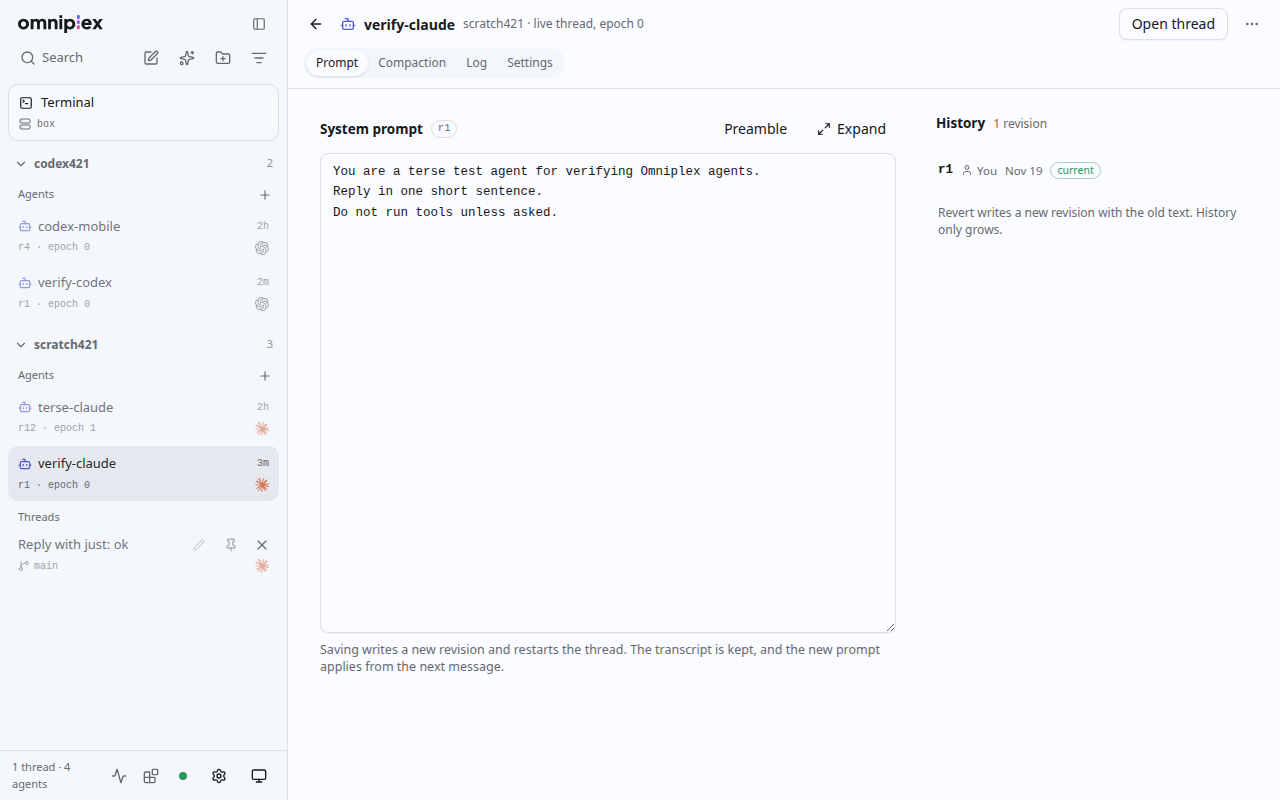 omniplex
Search
Terminal
box
codex421 2
Agents
codex-mobile 2h
r4 · epoch 0
verify-codex 2m
r1 · epoch 0
scratch421 3
Agents
terse-claude 2h
r12 · epoch 1
verify-claude 3m
r1 · epoch 0
Threads
Reply with just: ok
main
1 thread · 4
agents
verify-claude scratch421 · live thread, epoch 0
Open thread
Prompt Compaction Log Settings
System prompt r1 Preamble Expand
You are a terse test agent for verifying Omniplex agents.
Reply in one short sentence.
Do not run tools unless asked.
Saving writes a new revision and restarts the thread. The transcript is kept, and the new prompt
applies from the next message.
History 1 revision
r1 You Nov 19 current
Revert writes a new revision with the old text. History
only grows.